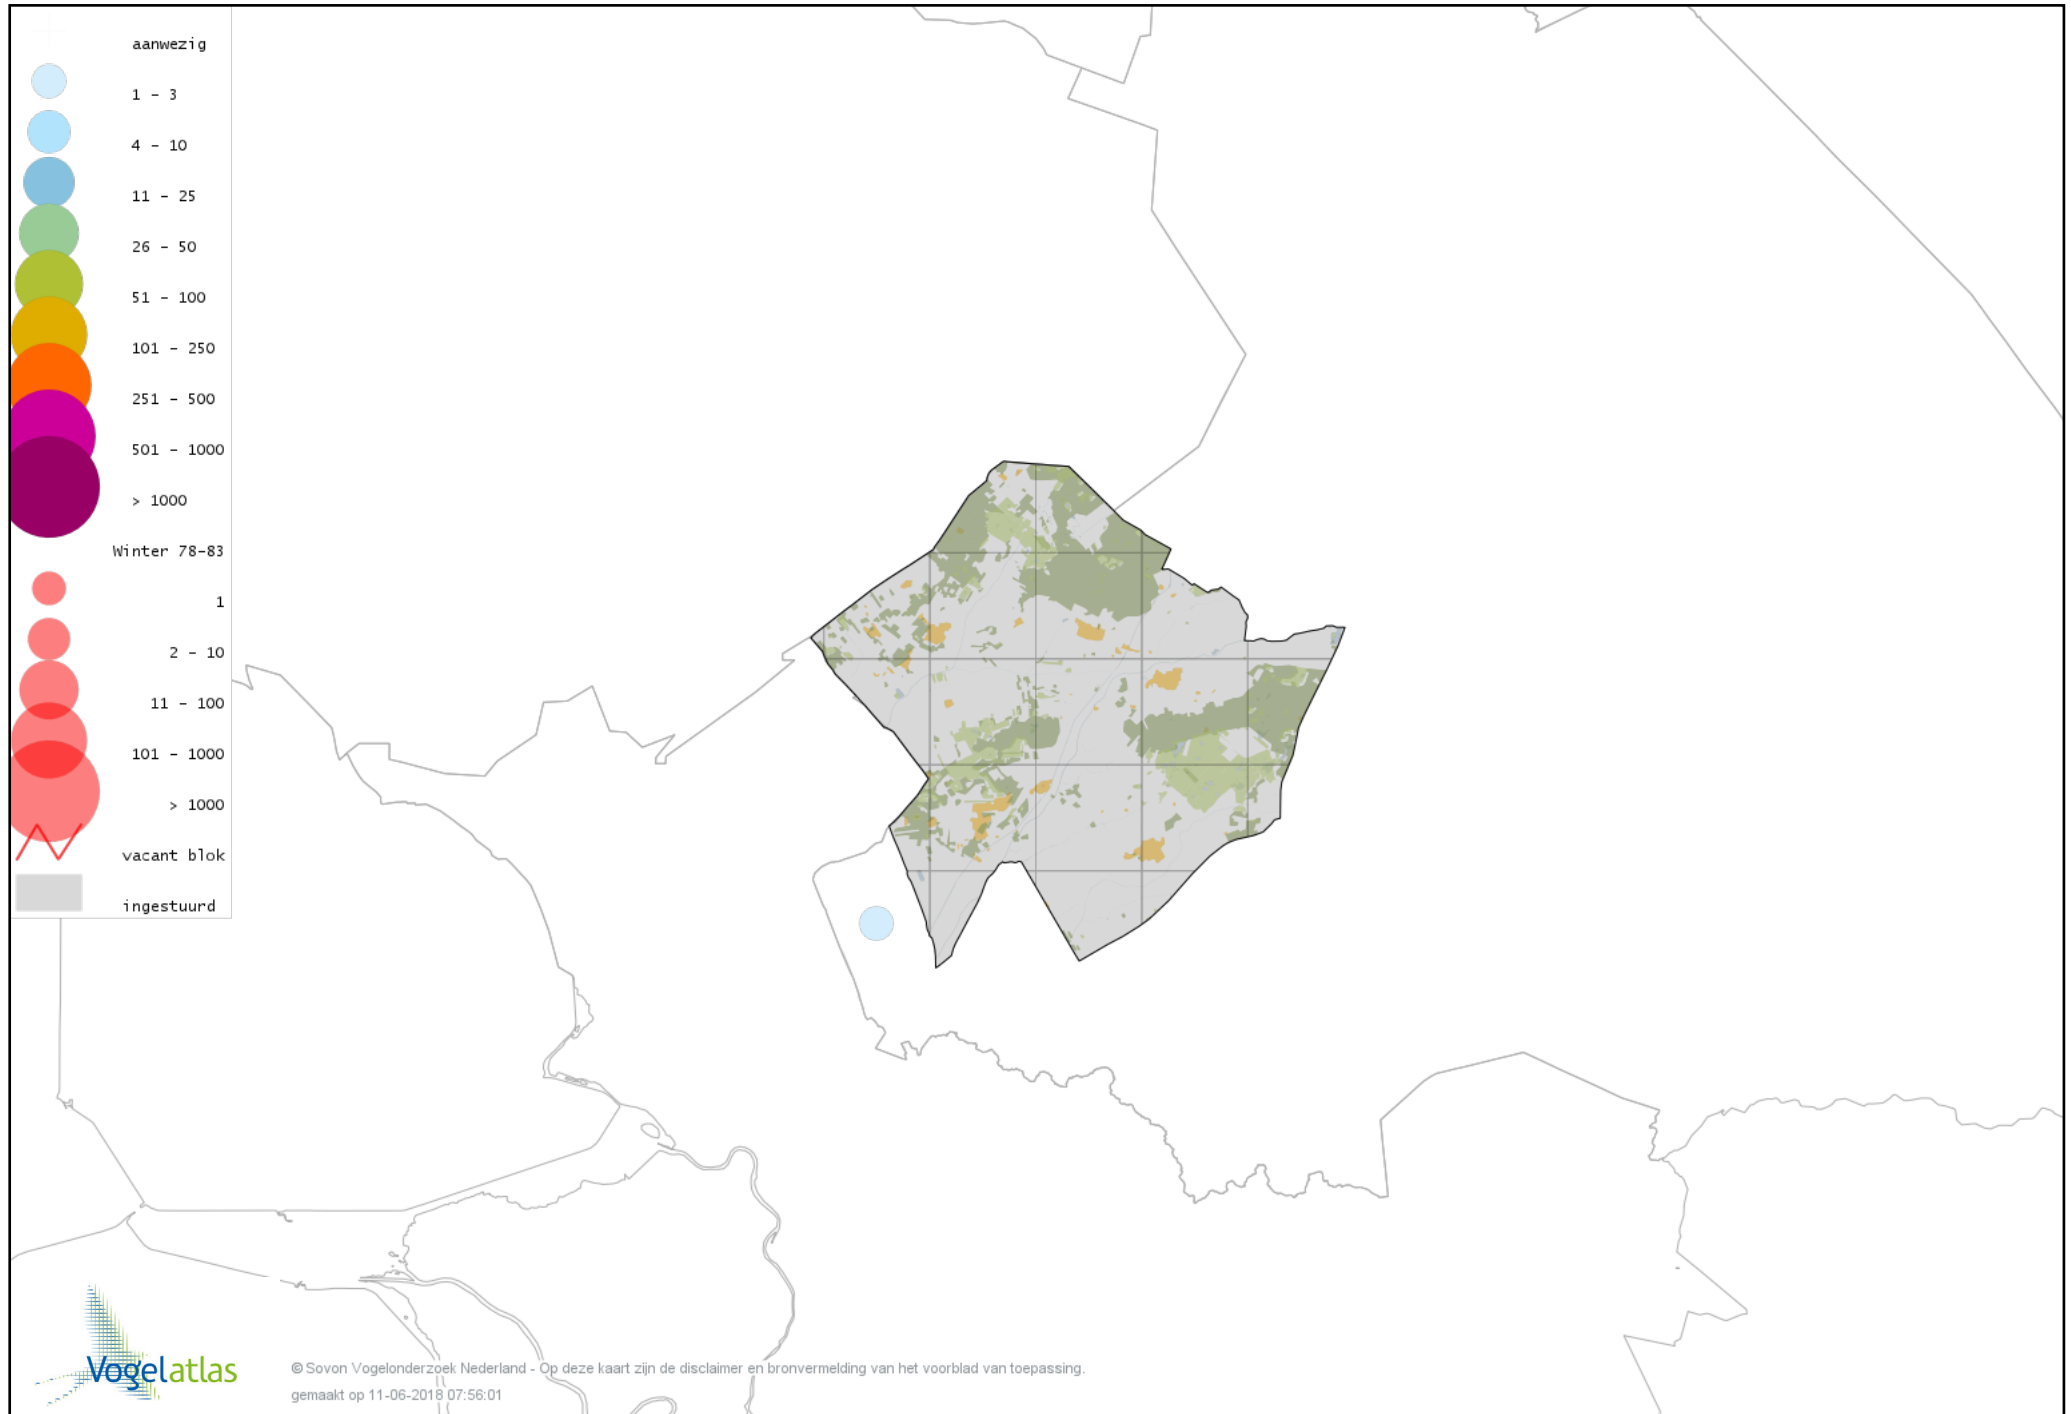 aanwezig
1 – 3
4 – 10
11 – 25
26 – 50
51 – 100
101 – 250
251 – 500
501 – 1000
> 1000
Winter 78-83
1
2 – 10
11 – 100
101 – 1000
> 1000
vacant blok
ingestuurd
Vogelatlas
© Sovon Vogelonderzoek Nederland - Op deze kaart zijn de disclaimer en bronvermelding van het voorblad van toepassing.
gemaakt op 11-06-2018 07:56:01